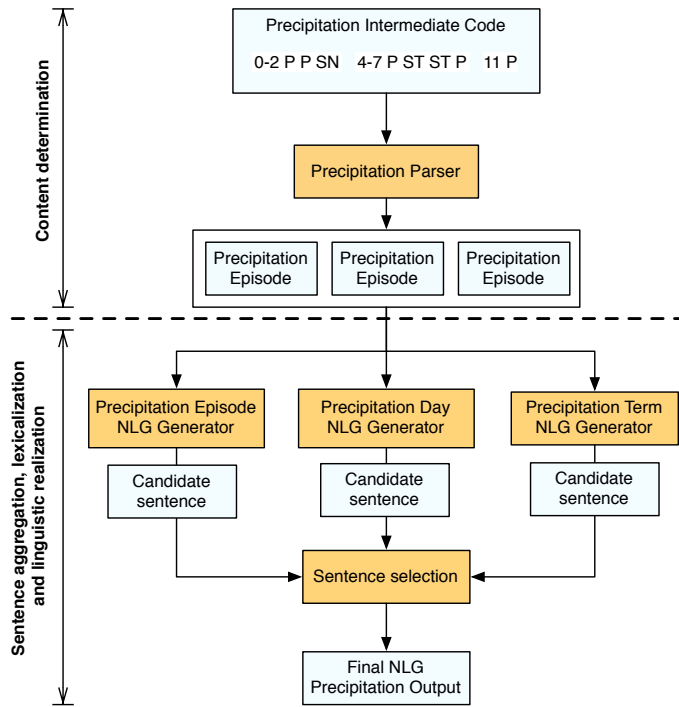 Precipitation Intermediate Code
0-2 P P SN 4-7 P ST ST P 11 P
Precipitation Parser
Content determination
Precipitation
Episode
Precipitation
Episode
Precipitation
Episode
Sentence aggregation, lexicalization
and linguistic realization
Precipitation Episode
NLG Generator
Precipitation Day
NLG Generator
Precipitation Term
NLG Generator
Candidate
sentence
Candidate
sentence
Candidate
sentence
Sentence selection
Final NLG
Precipitation Output